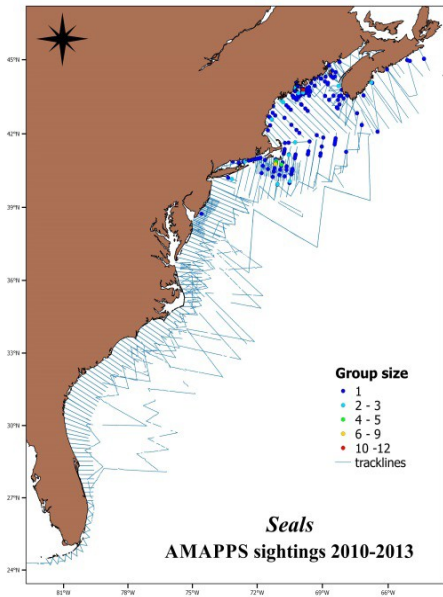 45°N
42°N
39°N
36°N
33°N
30°N
27°N
24°N
81°W 78°W 75°W 72°W 69°W 66°W
Group size
1
2 - 3
4 - 5
6 - 9
10 -12
tracklines
Seals
AMAPPS sightings 2010-2013